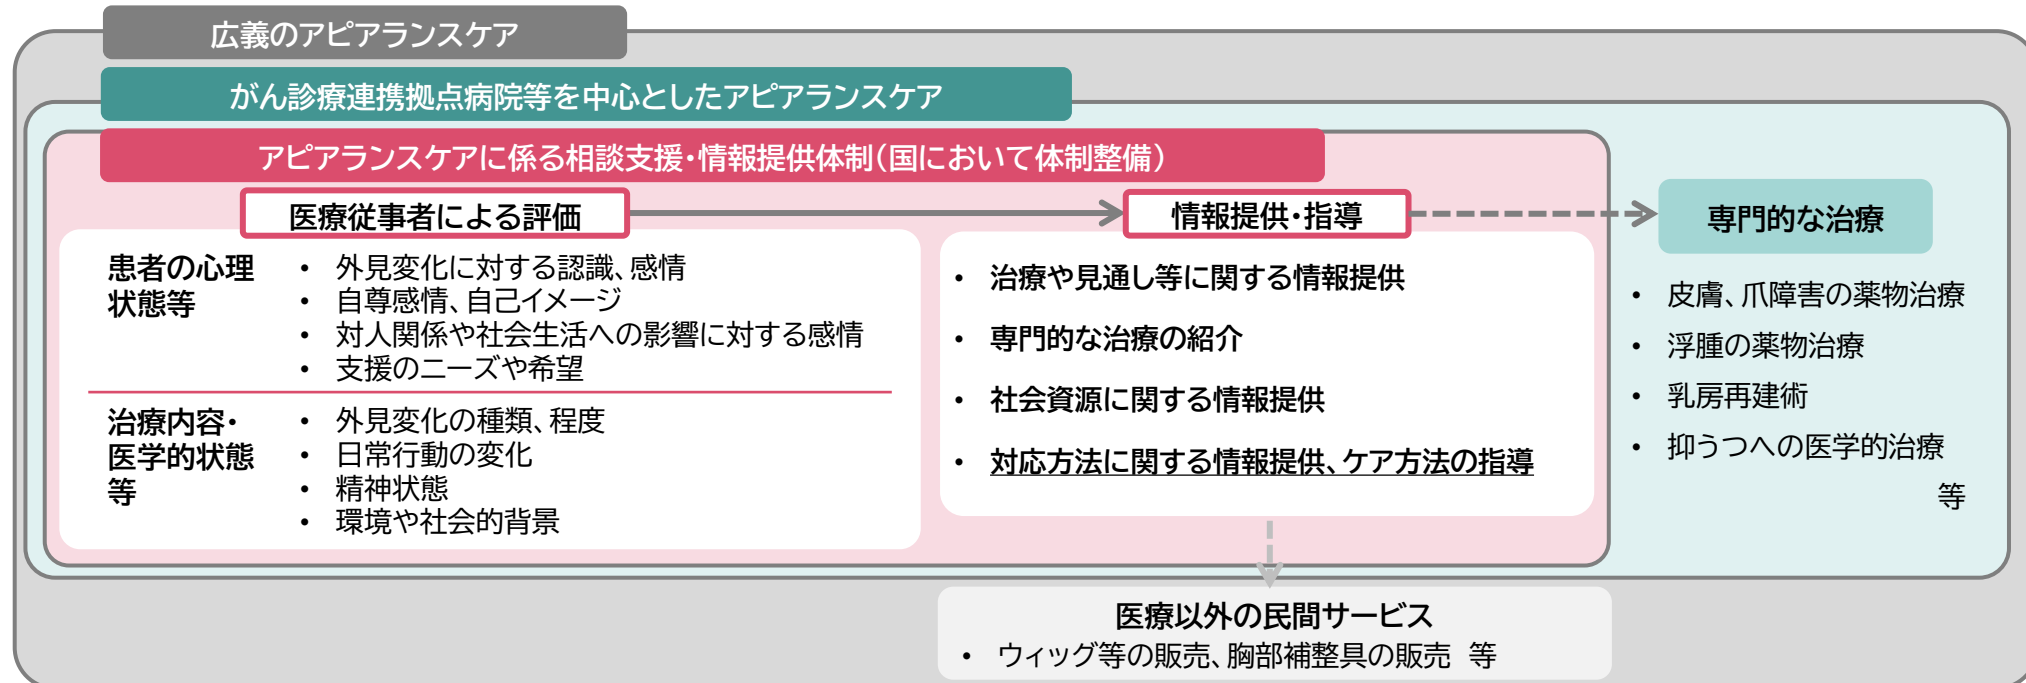 広義のアピアランスケア
がん診療連携拠点病院等を中心としたアピアランスケア
アピアランスケアに係る相談支援・情報提供体制(国において体制整備)
医療従事者による評価
患者の心理
状態等
• 外見変化に対する認識、感情
• 自尊感情、自己イメージ
• 対人関係や社会生活への影響に対する感情
• 支援のニーズや希望
治療内容・
医学的状態
等
• 外見変化の種類、程度
• 日常行動の変化
• 精神状態
• 環境や社会的背景
情報提供・指導
• 治療や見通し等に関する情報提供
• 専門的な治療の紹介
• 社会資源に関する情報提供
• 対応方法に関する情報提供、ケア方法の指導
専門的な治療
• 皮膚、爪障害の薬物治療
• 浮腫の薬物治療
• 乳房再建術
• 抑うつへの医学的治療
等
医療以外の民間サービス
• ウィッグ等の販売、胸部補整具の販売 等